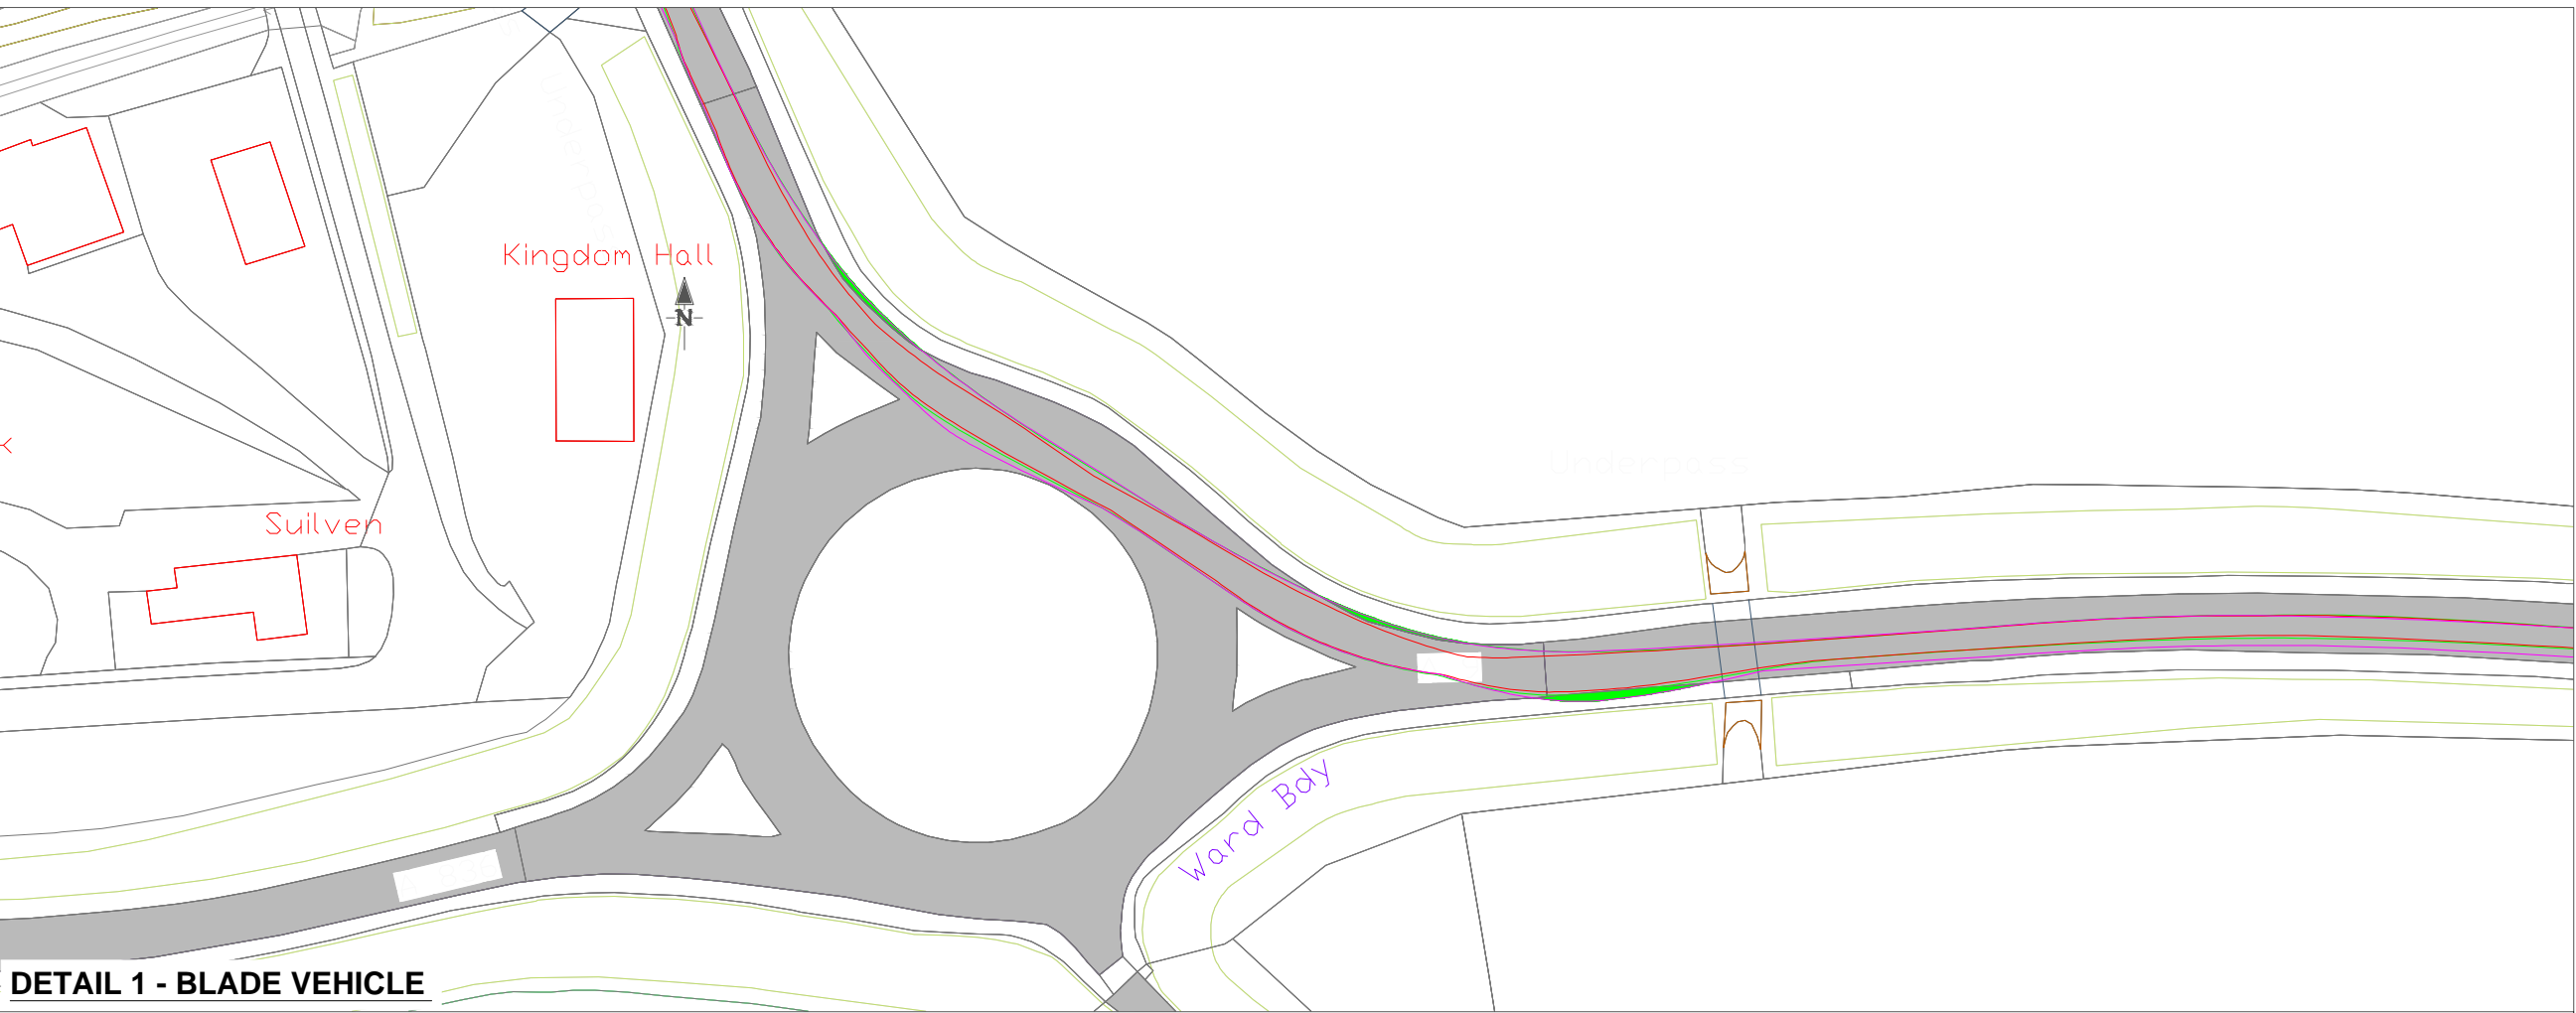 Kingdom Hall
N
Underpass
Suilven
Ward Bdy
DETAIL 1 - BLADE VEHICLE